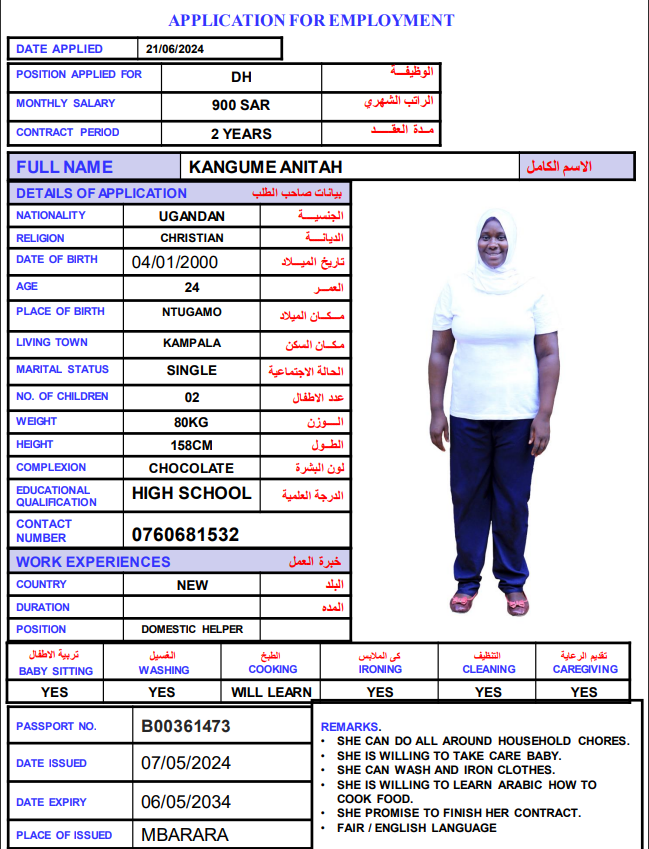 APPLICATION FOR EMPLOYMENT
DATE APPLIED 21/06/2024
POSITION APPLIED FOR DH الوظيفـــة
MONTHLY SALARY 900 SAR الراتب الشهري
CONTRACT PERIOD 2 YEARS مـدة العقـــد
FULL NAME KANGUME ANITAH الاسم الكامل
DETAILS OF APPLICATION بيانات صاحب الطلب
NATIONALITY UGANDAN الجنسيـــة
RELIGION CHRISTIAN الديانـــة
DATE OF BIRTH 04/01/2000 تاريخ الميـــلاد
AGE 24 العمـــر
PLACE OF BIRTH NTUGAMO مـكـــان الميلاد
LIVING TOWN KAMPALA مـكـان السكن
MARITAL STATUS SINGLE الحالة الاجتماعية
NO. OF CHILDREN 02 عدد الاطفال
WEIGHT 80KG الـــوزن
HEIGHT 158CM الطـول
COMPLEXION CHOCOLATE لون البشرة
EDUCATIONAL QUALIFICATION HIGH SCHOOL الدرجة العلمية
CONTACT NUMBER 0760681532
WORK EXPERIENCES خبرة العمل
COUNTRY NEW البلد
DURATION المده
POSITION DOMESTIC HELPER
تربية الاطفال الغسيل الطبخ كى الملابس التنظيف تقديم الرعاية
BABY SITTING WASHING COOKING IRONING CLEANING CAREGIVING
YES YES WILL LEARN YES YES YES
PASSPORT NO. B00361473
DATE ISSUED 07/05/2024
DATE EXPIRY 06/05/2034
PLACE OF ISSUED MBARARA
REMARKS.
• SHE CAN DO ALL AROUND HOUSEHOLD CHORES.
• SHE IS WILLING TO TAKE CARE BABY.
• SHE CAN WASH AND IRON CLOTHES.
• SHE IS WILLING TO LEARN ARABIC HOW TO
COOK FOOD.
• SHE PROMISE TO FINISH HER CONTRACT.
• FAIR / ENGLISH LANGUAGE